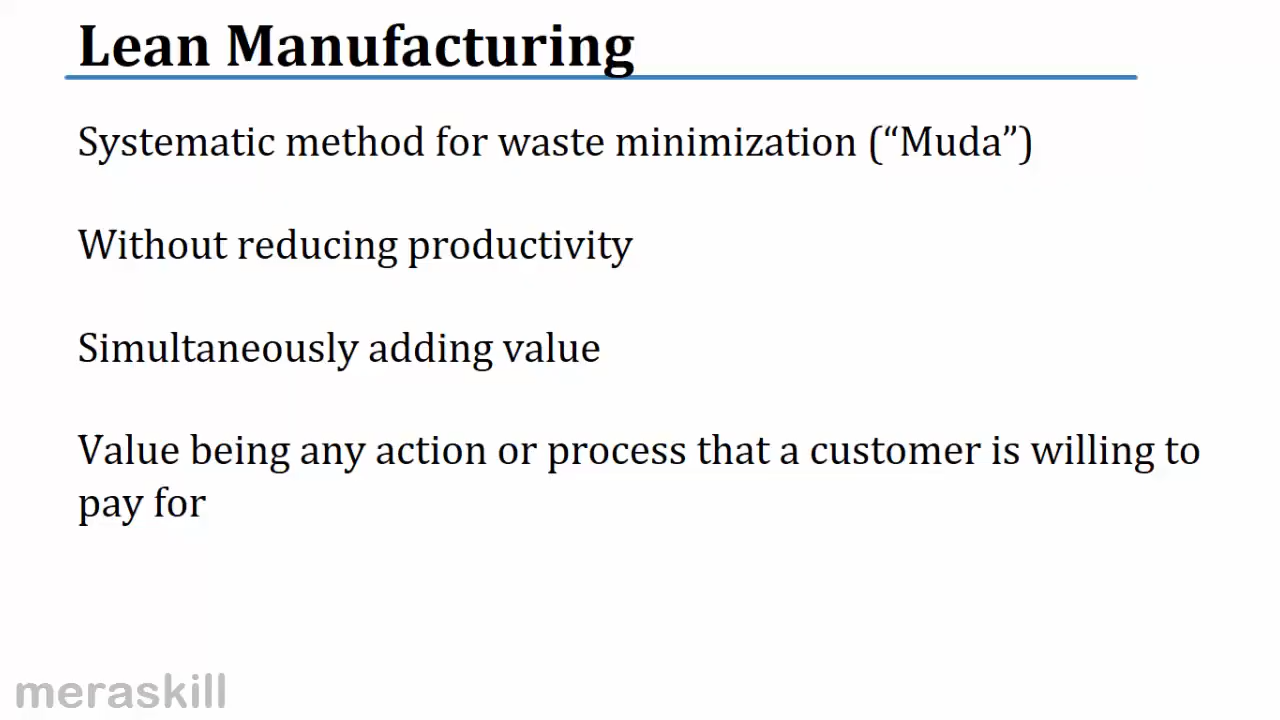 Lean Manufacturing
Systematic method for waste minimization (“Muda”)
Without reducing productivity
Simultaneously adding value
Value being any action or process that a customer is willing to
pay for
meraskill